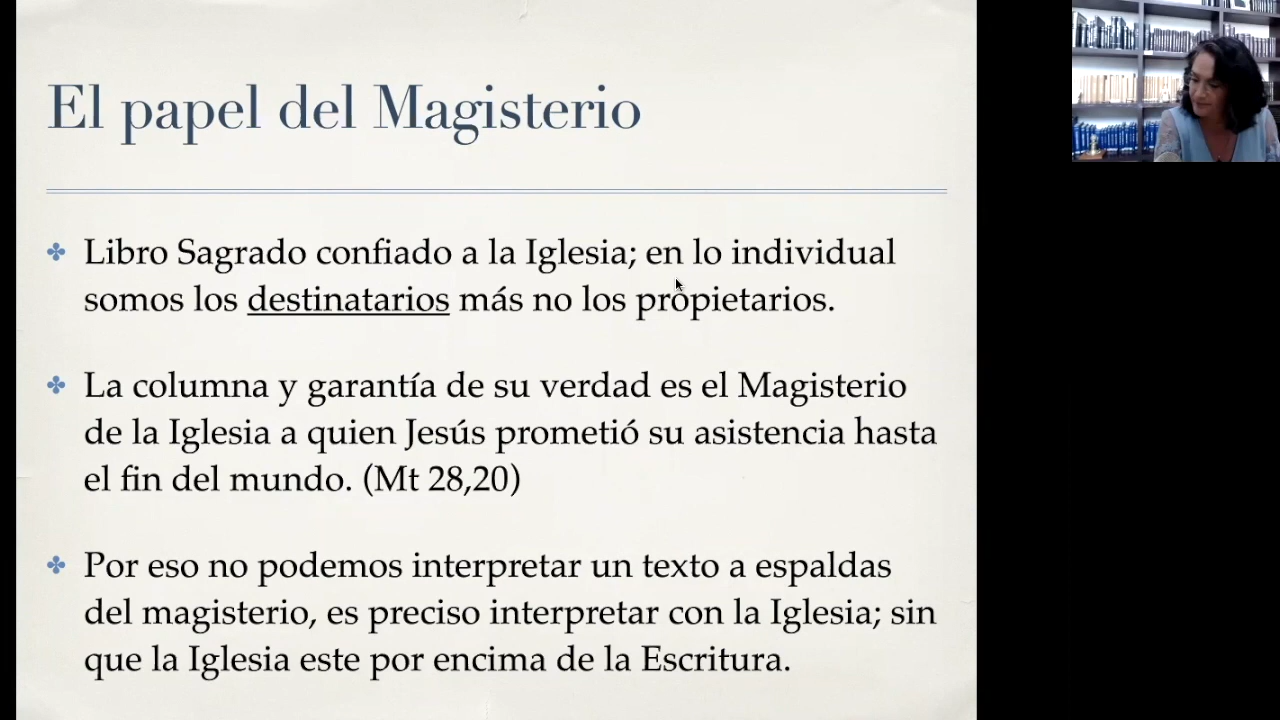 El papel del Magisterio
Libro Sagrado confiado a la Iglesia; en lo individual
somos los destinatarios más no los propietarios.
La columna y garantía de su verdad es el Magisterio
de la Iglesia a quien Jesús prometió su asistencia hasta
el fin del mundo. (Mt 28,20)
Por eso no podemos interpretar un texto a espaldas
del magisterio, es preciso interpretar con la Iglesia; sin
que la Iglesia este por encima de la Escritura.